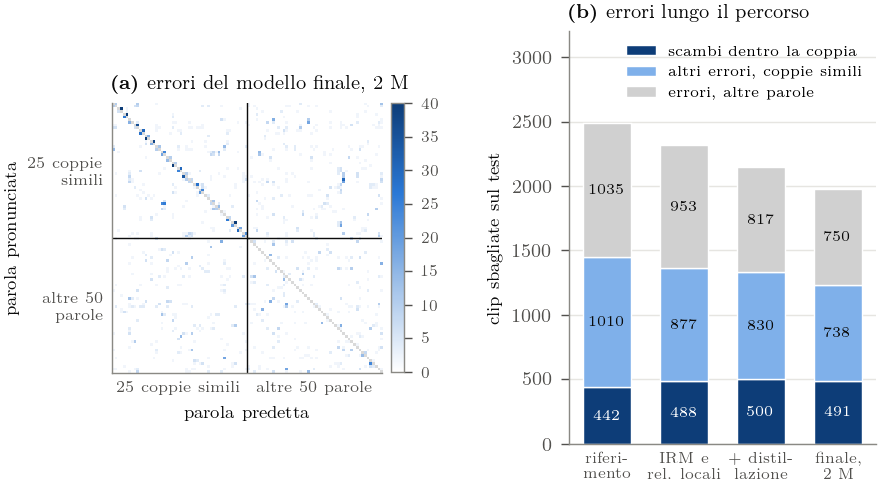 (a) errori del modello finale, 2 M
parola pronunciata
25 coppie
simili
altre 50
parole
25 coppie simili
altre 50 parole
parola predetta
40
35
30
25
20
15
10
5
0
(b) errori lungo il percorso
clip sbagliate sul test
3000
2500
2000
1500
1000
500
0
scambi dentro la coppia
altri errori, coppie simili
errori, altre parole
1035
953
817
750
1010
877
830
738
442
488
500
491
riferi-
mento
IRM e
rel. locali
+ distil-
lazione
finale,
2 M